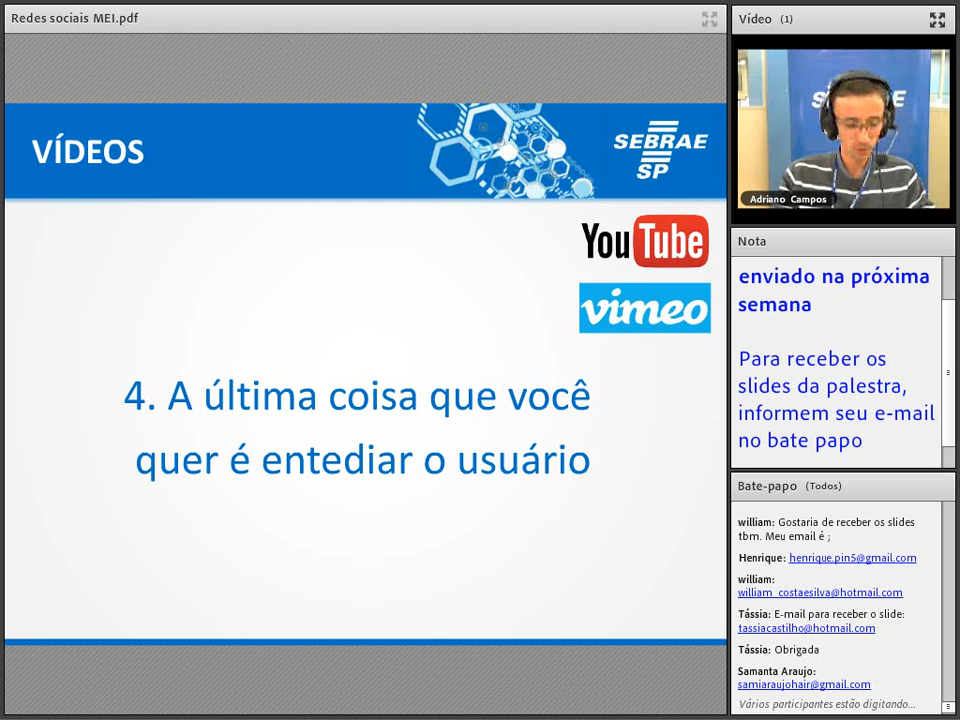 Redes sociais MEI.pdf
VÍDEOS
SEBRAE
SP
YouTube
vimeo
4. A última coisa que você
quer é entediar o usuário
Vídeo (1)
Adriano Campos
Nota
enviado na próxima
semana
Para receber os
slides da palestra,
informem seu e-mail
no bate papo
Bate-papo (Todos)
william: Gostaria de receber os slides
tbm. Meu email é ;
Henrique: henrique.pin5@gmail.com
william:
william_costaesilva@hotmail.com
Tássia: E-mail para receber o slide:
tassiacastilho@hotmail.com
Tássia: Obrigada
Samanta Araujo:
samiaraujohair@gmail.com
Vários participantes estão digitando...